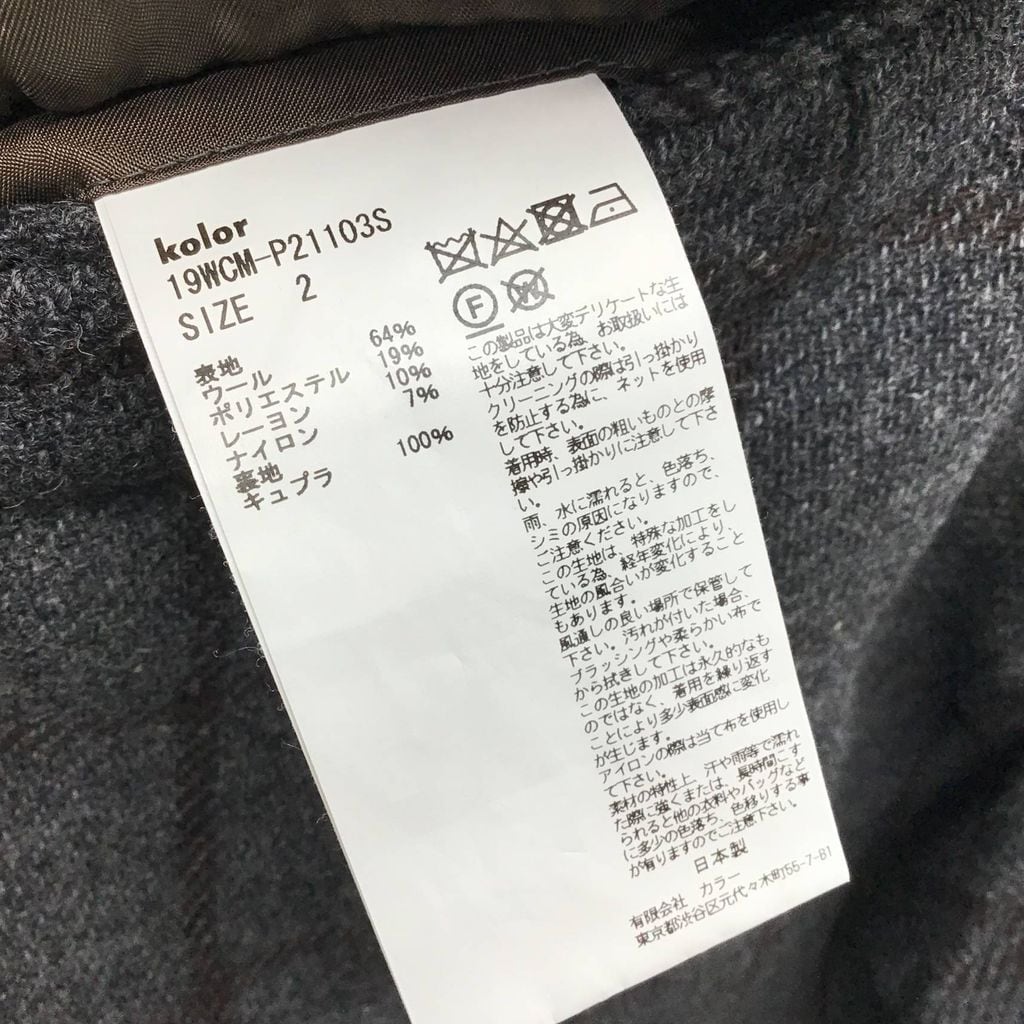 kolor
19WCM-P21103S
SIZE 2
表地
ウール 64%
ポリエステル 19%
レーヨン 10%
ナイロン 7%
裏地
キュプラ 100%
F
W
この製品は大変デリケートな生
地をしている為、お取扱いには
十分注意して下さい。
クリーニングの際は引っ掛かり
を防止する為に、ネットを使用
して下さい。
着用時、表面の粗いものとの摩
擦や引っ掛かりに注意して下さ
い。
雨、水に濡れると、色落ち、
シミの原因になりますので、
ご注意ください。
この生地は、特殊な加工をし
ている為、経年変化により、
生地の風合いが変化すること
もあります。
風通しの良い場所で保管して
下さい。汚れが付いた場合、
ブラッシングや柔らかい布で
から拭きして下さい。
この生地の加工は永久的なも
のではなく、着用を繰り返す
ことにより多少表面感に変化
が生じます。
アイロンの際は当て布を使用し
て下さい。
素材の特性上、汗や雨等で濡れ
た際に強くまたは、長時間こす
られると他の衣料やバッグなど
に多少の色落ち、色移りする事
が有りますのでご注意下さい。
日本製
有限会社 カラー
東京都渋谷区元代々木町55-7-B1